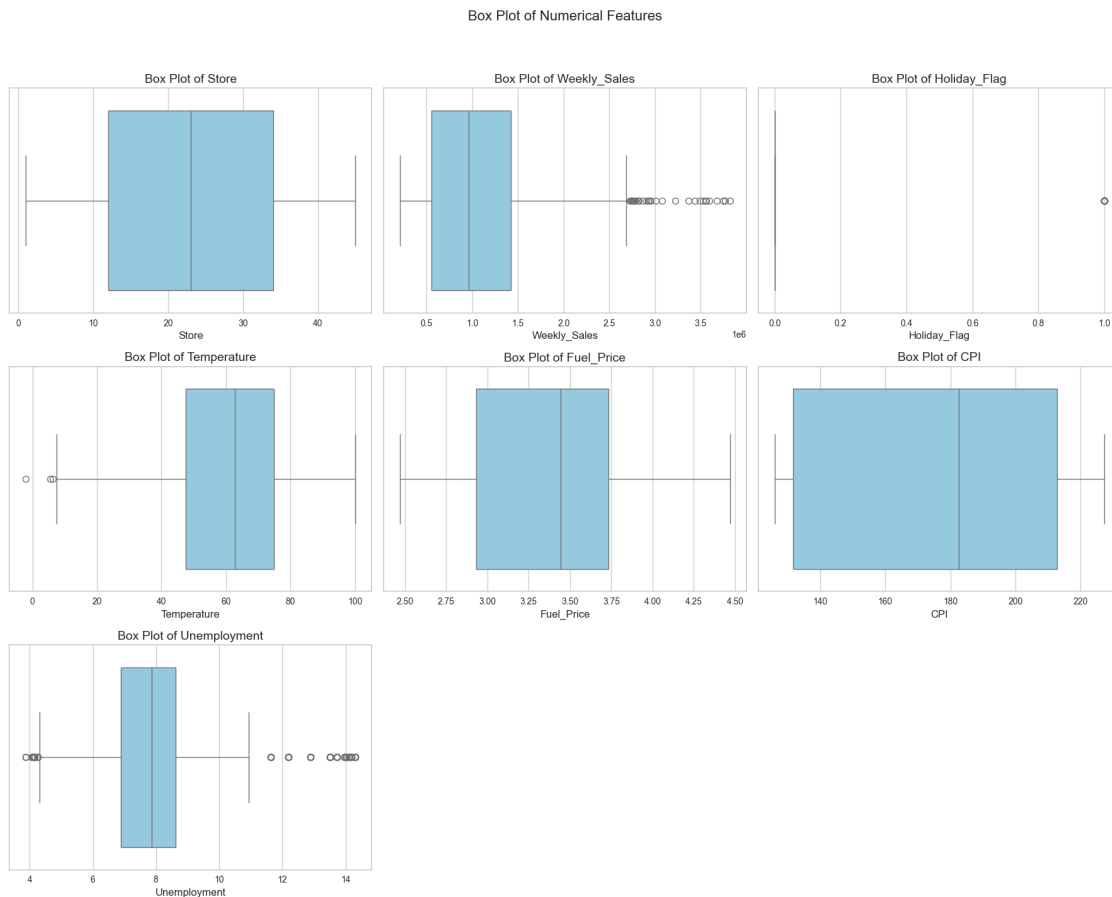 Box Plot of Numerical Features
Box Plot of Store
0 10 20 30 40
Store
Box Plot of Weekly_Sales
0.5 1.0 1.5 2.0 2.5 3.0 3.5
Weekly_Sales
1e6
Box Plot of Holiday_Flag
0.0 0.2 0.4 0.6 0.8 1.0
Holiday_Flag
Box Plot of Temperature
0 20 40 60 80 100
Temperature
Box Plot of Fuel_Price
2.50 2.75 3.00 3.25 3.50 3.75 4.00 4.25 4.50
Fuel_Price
Box Plot of CPI
140 160 180 200 220
CPI
Box Plot of Unemployment
4 6 8 10 12 14
Unemployment